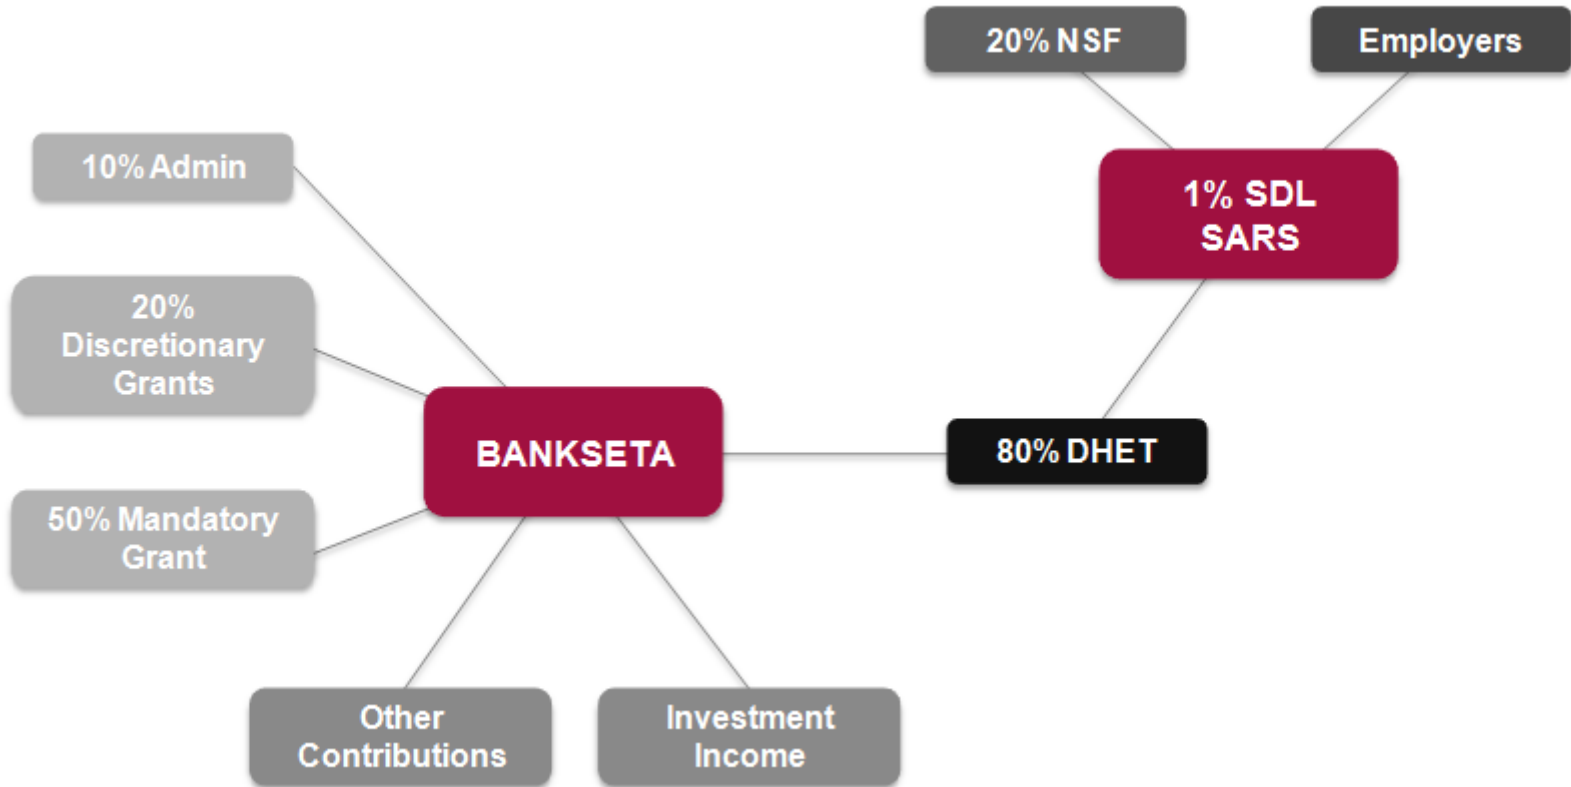 20% NSF
Employers
10% Admin
1% SDL
SARS
20%
Discretionary
Grants
BANKSETA
80% DHET
50% Mandatory
Grant
Other
Contributions
Investment
Income